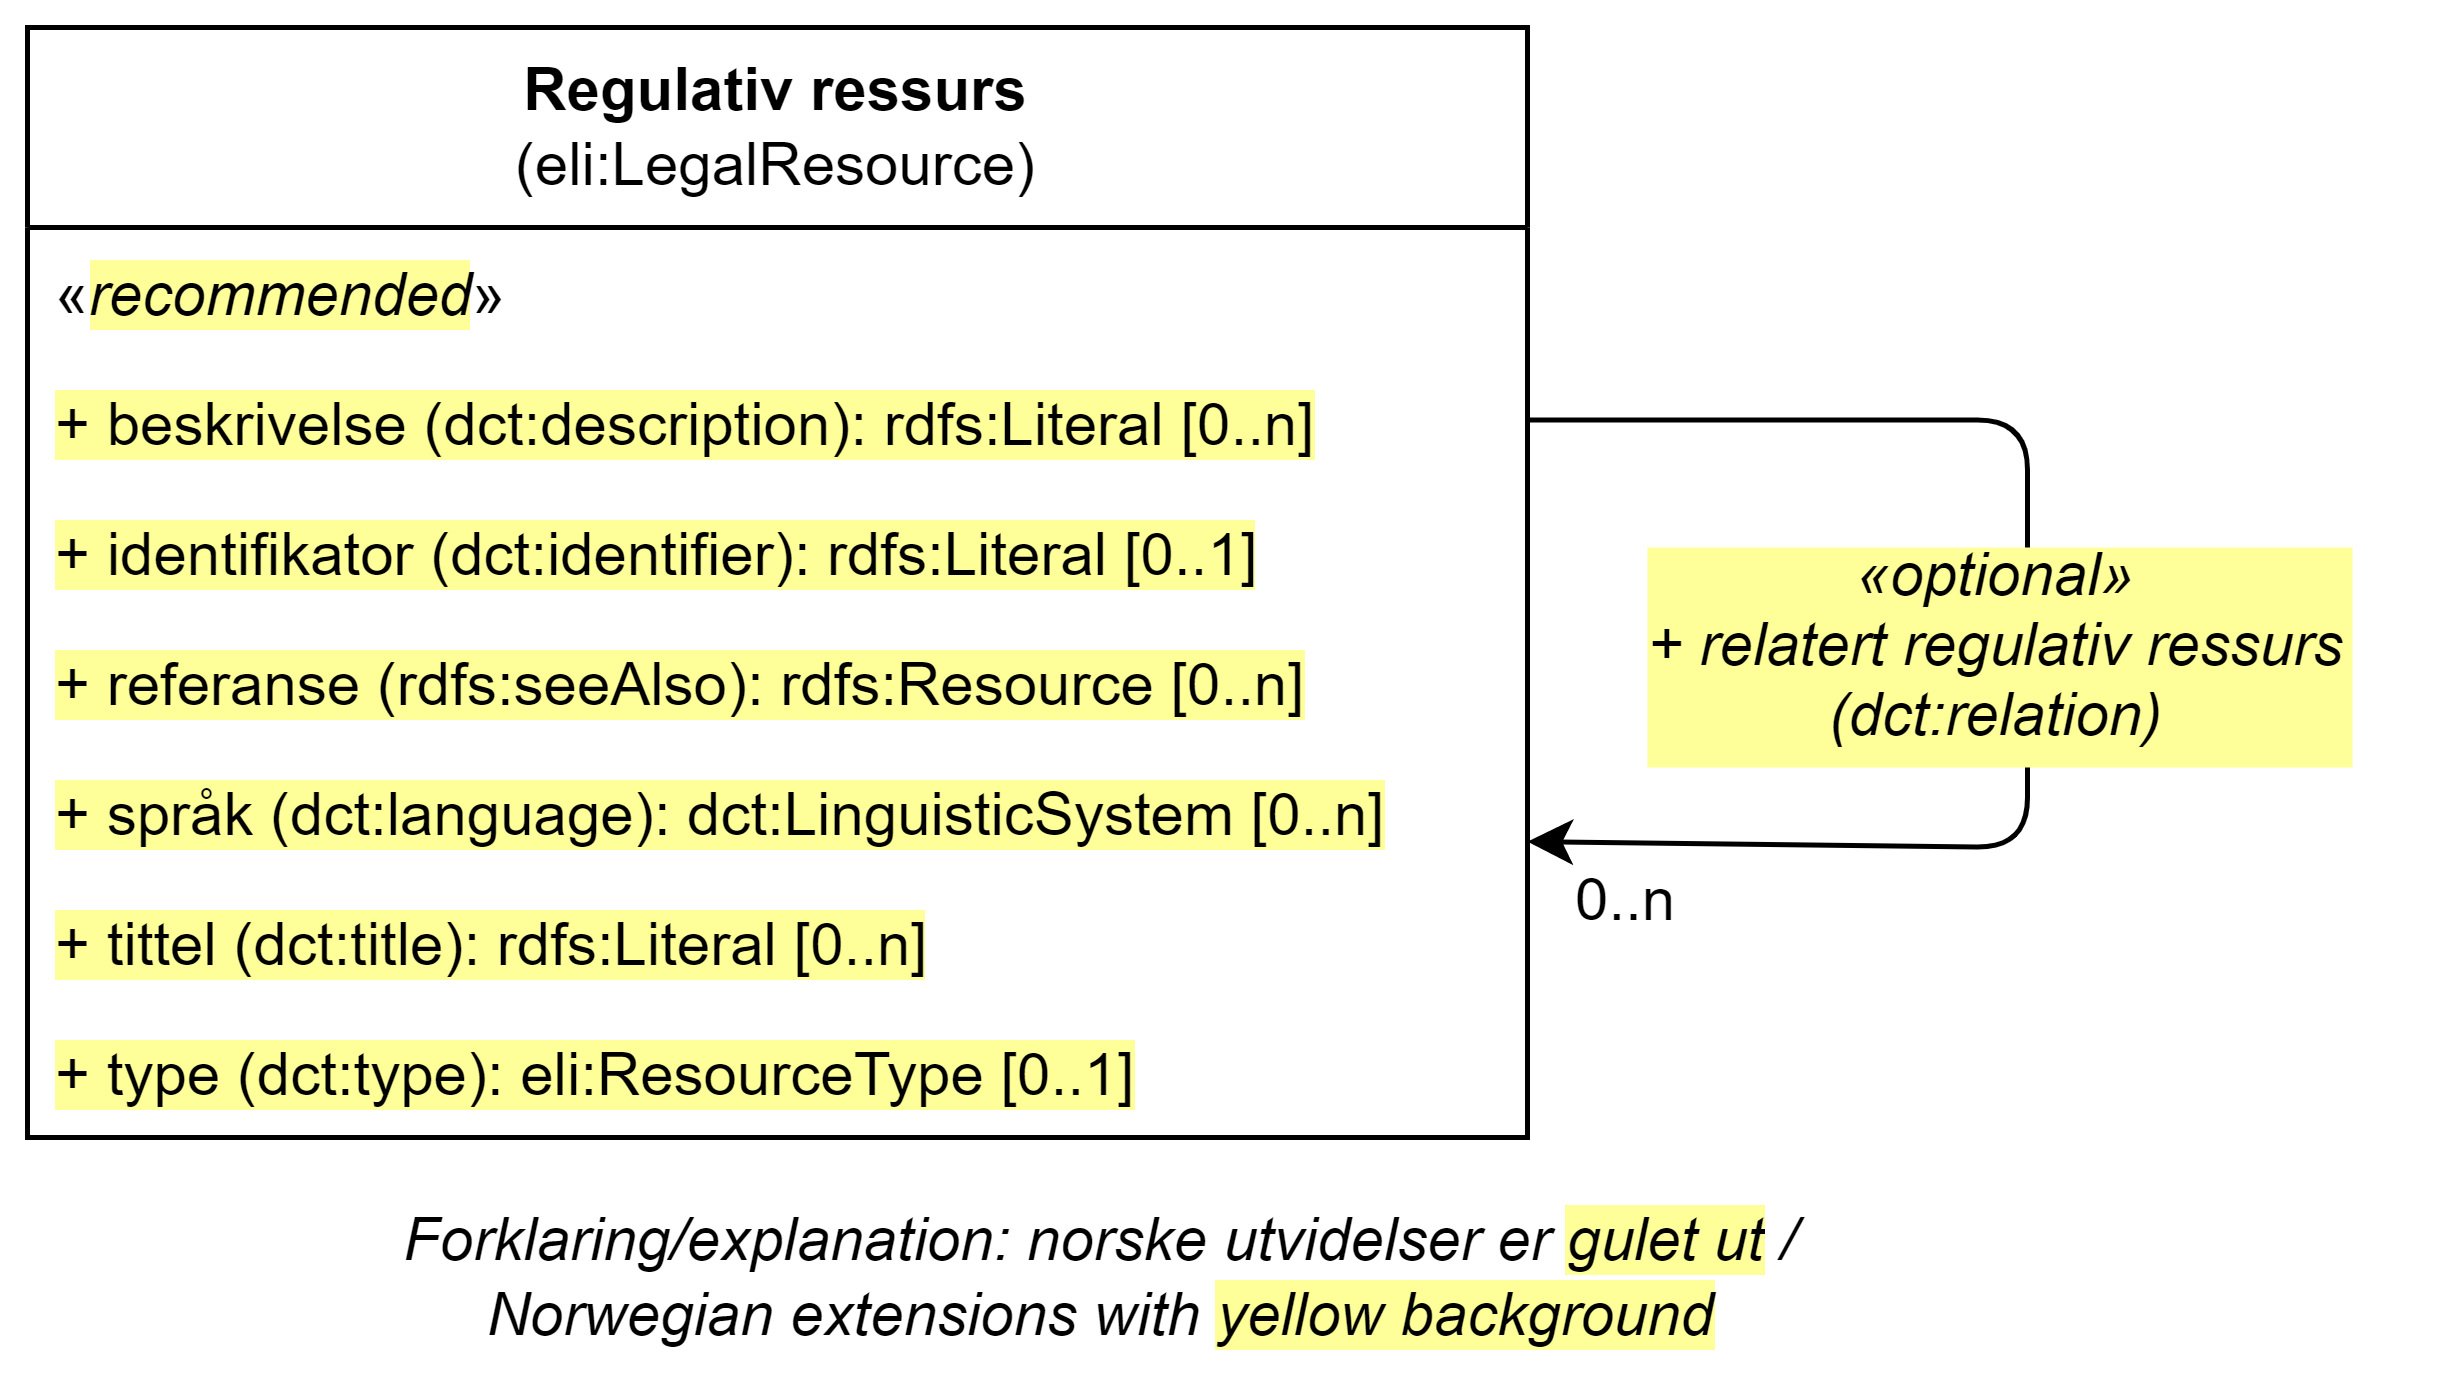 Regulativ ressurs
(eli:LegalResource)
«recommended»
+ beskrivelse (dct:description): rdfs:Literal [0..n]
+ identifikator (dct:identifier): rdfs:Literal [0..1]
+ referanse (rdfs:seeAlso): rdfs:Resource [0..n]
+ språk (dct:language): dct:LinguisticSystem [0..n]
+ tittel (dct:title): rdfs:Literal [0..n]
+ type (dct:type): eli:ResourceType [0..1]
«optional»
+ relatert regulativ ressurs
(dct:relation)
0..n
Forklaring/explanation: norske utvidelser er gulet ut /
Norwegian extensions with yellow background